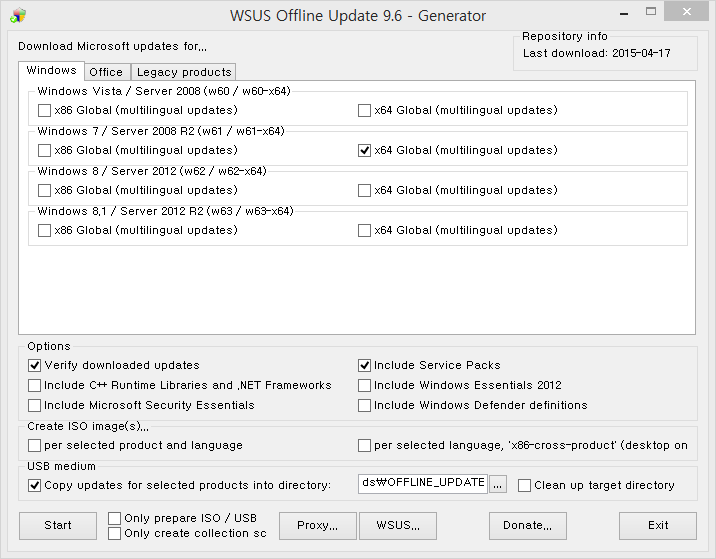 WSUS Offline Update 9.6 - Generator
Download Microsoft updates for,,,
Repository info
Last download: 2015-04-17
Windows Office Legacy products
Windows Vista / Server 2008 (w60 / w60-x64)
x86 Global (multilingual updates) x64 Global (multilingual updates)
Windows 7 / Server 2008 R2 (w61 / w61-x64)
x86 Global (multilingual updates) x64 Global (multilingual updates)
Windows 8 / Server 2012 (w62 / w62-x64)
x86 Global (multilingual updates) x64 Global (multilingual updates)
Windows 8,1 / Server 2012 R2 (w63 / w63-x64)
x86 Global (multilingual updates) x64 Global (multilingual updates)
Options
Verify downloaded updates Include Service Packs
Include C++ Runtime Libraries and ,NET Frameworks Include Windows Essentials 2012
Include Microsoft Security Essentials Include Windows Defender definitions
Create ISO image(s),,,
per selected product and language per selected language, 'x86-cross-product' (desktop on
USB medium
Copy updates for selected products into directory: ds₩OFFLINE_UPDATE ... Clean up target directory
Start Only prepare ISO / USB Proxy,,, WSUS,,, Donate,,, Exit
Only create collection sc